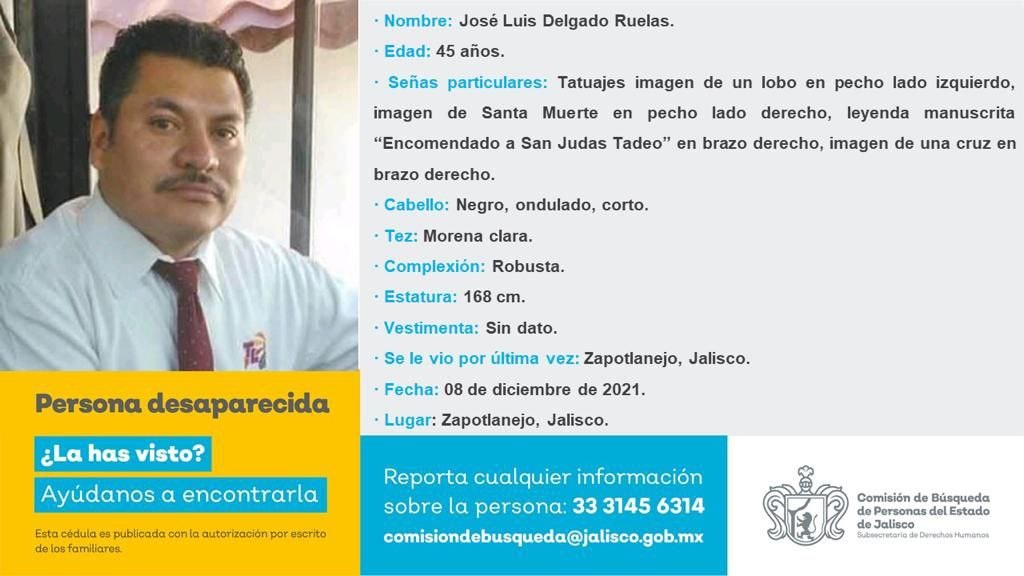 · Nombre: José Luis Delgado Ruelas.
· Edad: 45 años.
· Señas particulares: Tatuajes imagen de un lobo en pecho lado izquierdo,
imagen de Santa Muerte en pecho lado derecho, leyenda manuscrita
“Encomendado a San Judas Tadeo” en brazo derecho, imagen de una cruz en
brazo derecho.
· Cabello: Negro, ondulado, corto.
· Tez: Morena clara.
· Complexión: Robusta.
· Estatura: 168 cm.
· Vestimenta: Sin dato.
· Se le vio por última vez: Zapotlanejo, Jalisco.
· Fecha: 08 de diciembre de 2021.
· Lugar: Zapotlanejo, Jalisco.
Persona desaparecida
¿La has visto?
Ayúdanos a encontrarla
Esta cédula es publicada con la autorización por escrito
de los familiares.
Reporta cualquier información
sobre la persona: 33 3145 6314
comisiondebusqueda@jalisco.gob.mx
Comisión de Búsqueda
de Personas del Estado
de Jalisco
Subsecretaría de Derechos Humanos